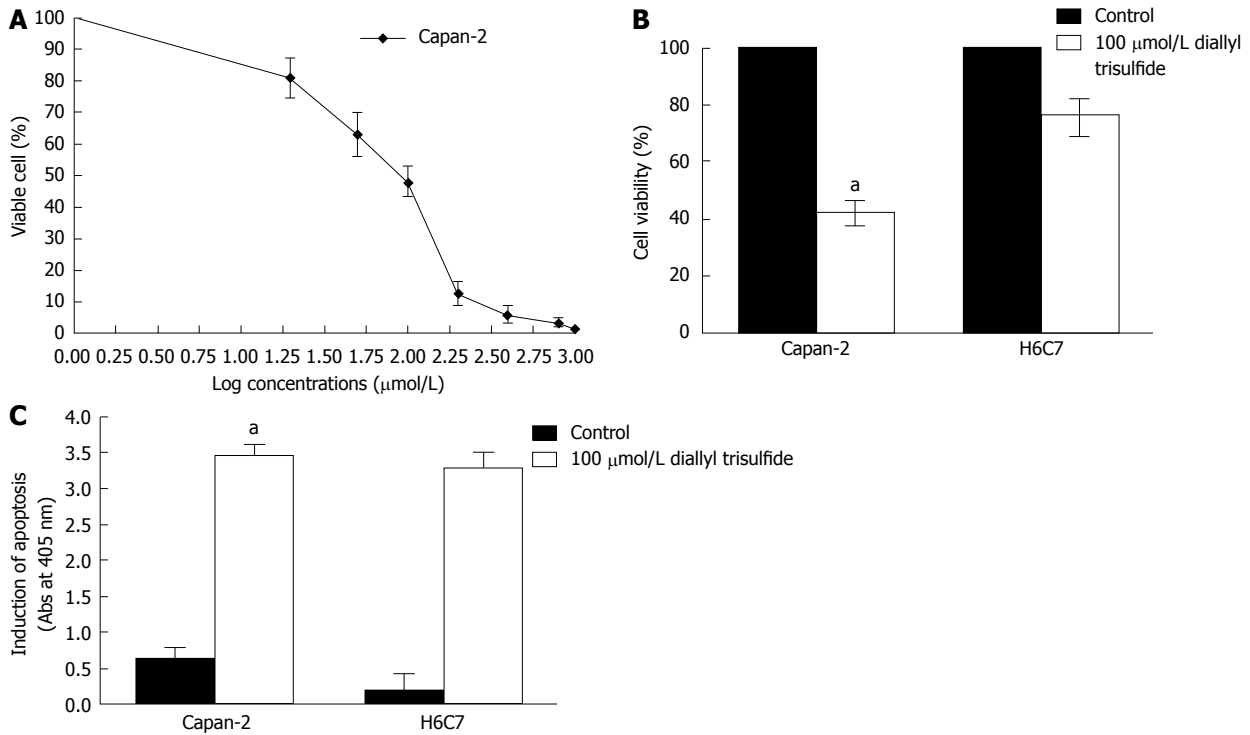 A
100
90
80
70
60
50
40
30
20
10
0
Viable cell (%)
Capan-2
0.00 0.25 0.50 0.75 1.00 1.25 1.50 1.75 2.00 2.25 2.50 2.75 3.00
Log concentrations (μmol/L)
B
Control
100 μmol/L diallyl
trisulfide
100
80
60
40
20
0
Cell viability (%)
a
Capan-2 H6C7
C
4.0
3.5
3.0
2.5
2.0
1.5
1.0
0.5
0.0
Induction of apoptosis
(Abs at 405 nm)
a
Control
100 μmol/L diallyl trisulfide
Capan-2 H6C7